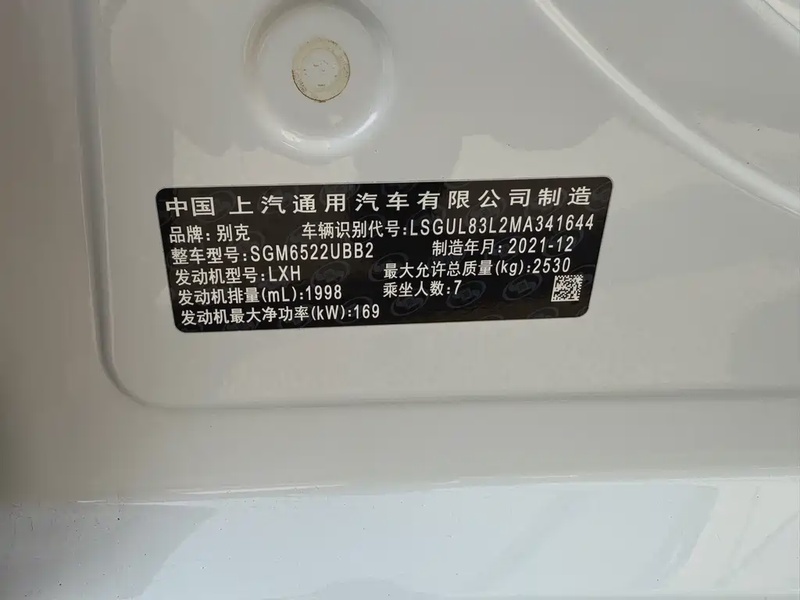 中国 上汽通用汽车有限公司制造
品牌: 别克 车辆识别代号:LSGUL83L2MA341644
整车型号:SGM6522UBB2 制造年月:2021-12
发动机型号:LXH 最大允许总质量(kg):2530
发动机排量(mL):1998 乘坐人数:7
发动机最大净功率(kW):169